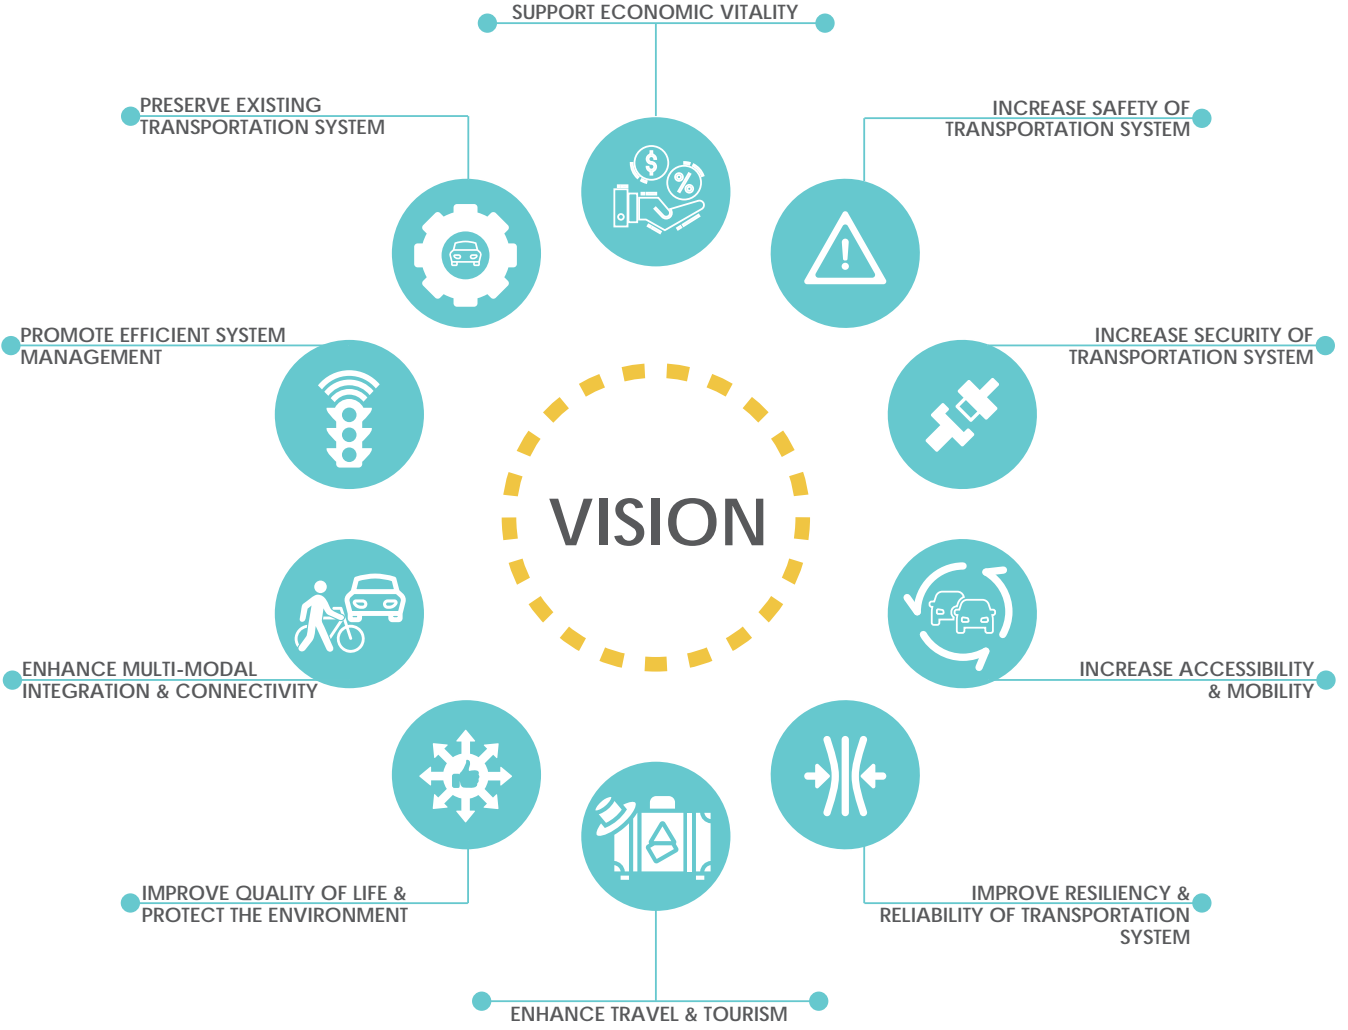 SUPPORT ECONOMIC VITALITY
PRESERVE EXISTING
TRANSPORTATION SYSTEM
INCREASE SAFETY OF
TRANSPORTATION SYSTEM
$
%
!
PROMOTE EFFICIENT SYSTEM
MANAGEMENT
INCREASE SECURITY OF
TRANSPORTATION SYSTEM
VISION
ENHANCE MULTI-MODAL
INTEGRATION & CONNECTIVITY
INCREASE ACCESSIBILITY
& MOBILITY
IMPROVE QUALITY OF LIFE &
PROTECT THE ENVIRONMENT
IMPROVE RESILIENCY &
RELIABILITY OF TRANSPORTATION
SYSTEM
ENHANCE TRAVEL & TOURISM